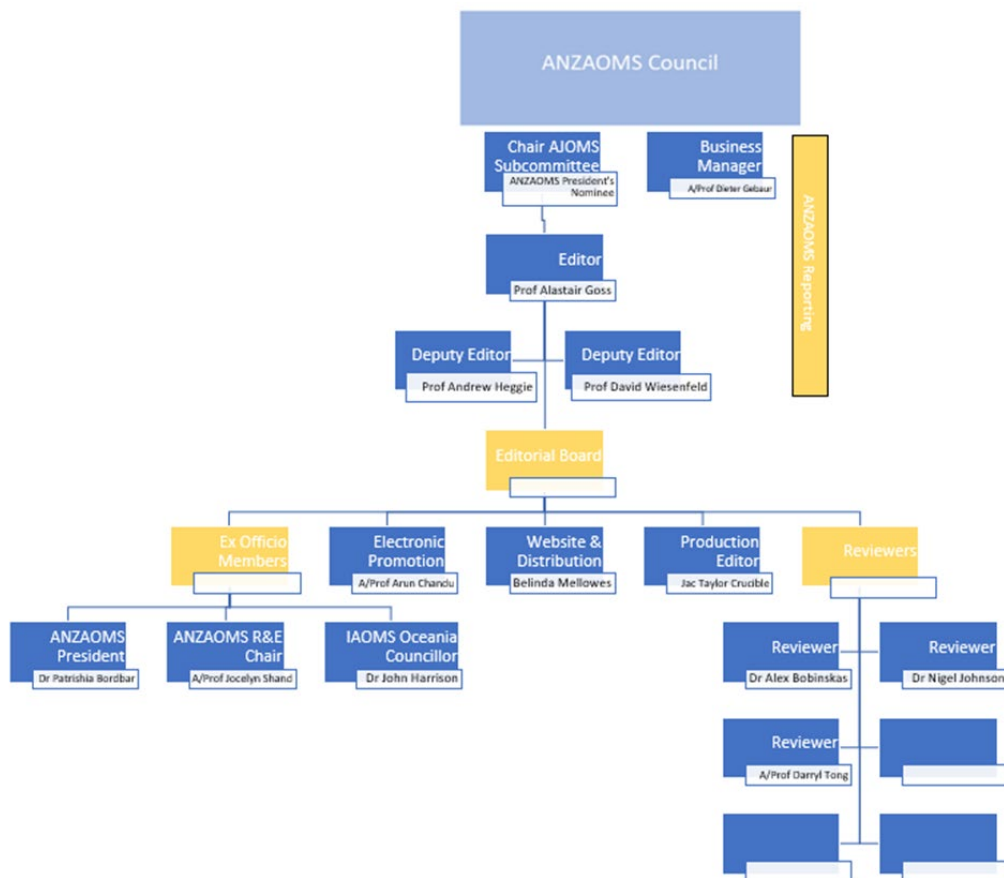 ANZAOMS Council
Chair AJOMS
Subcommittee
ANZAOMS President's
Nominee
Business
Manager
A/Prof Dieter Gebaur
ANZAOMS Reporting
Editor
Prof Alastair Goss
Deputy Editor
Prof Andrew Heggie
Deputy Editor
Prof David Wiesenfeld
Editorial Board
Ex Officio
Members
Electronic
Promotion
A/Prof Arun Chandu
Website &
Distribution
Belinda Mellowes
Production
Editor
Jac Taylor Crucible
Reviewers
ANZAOMS
President
Dr Patrishia Bordbar
ANZAOMS R&E
Chair
A/Prof Jocelyn Shand
IAOMS Oceania
Councillor
Dr John Harrison
Reviewer
Dr Alex Bobinskas
Reviewer
Dr Nigel Johnson
Reviewer
A/Prof Darryl Tong